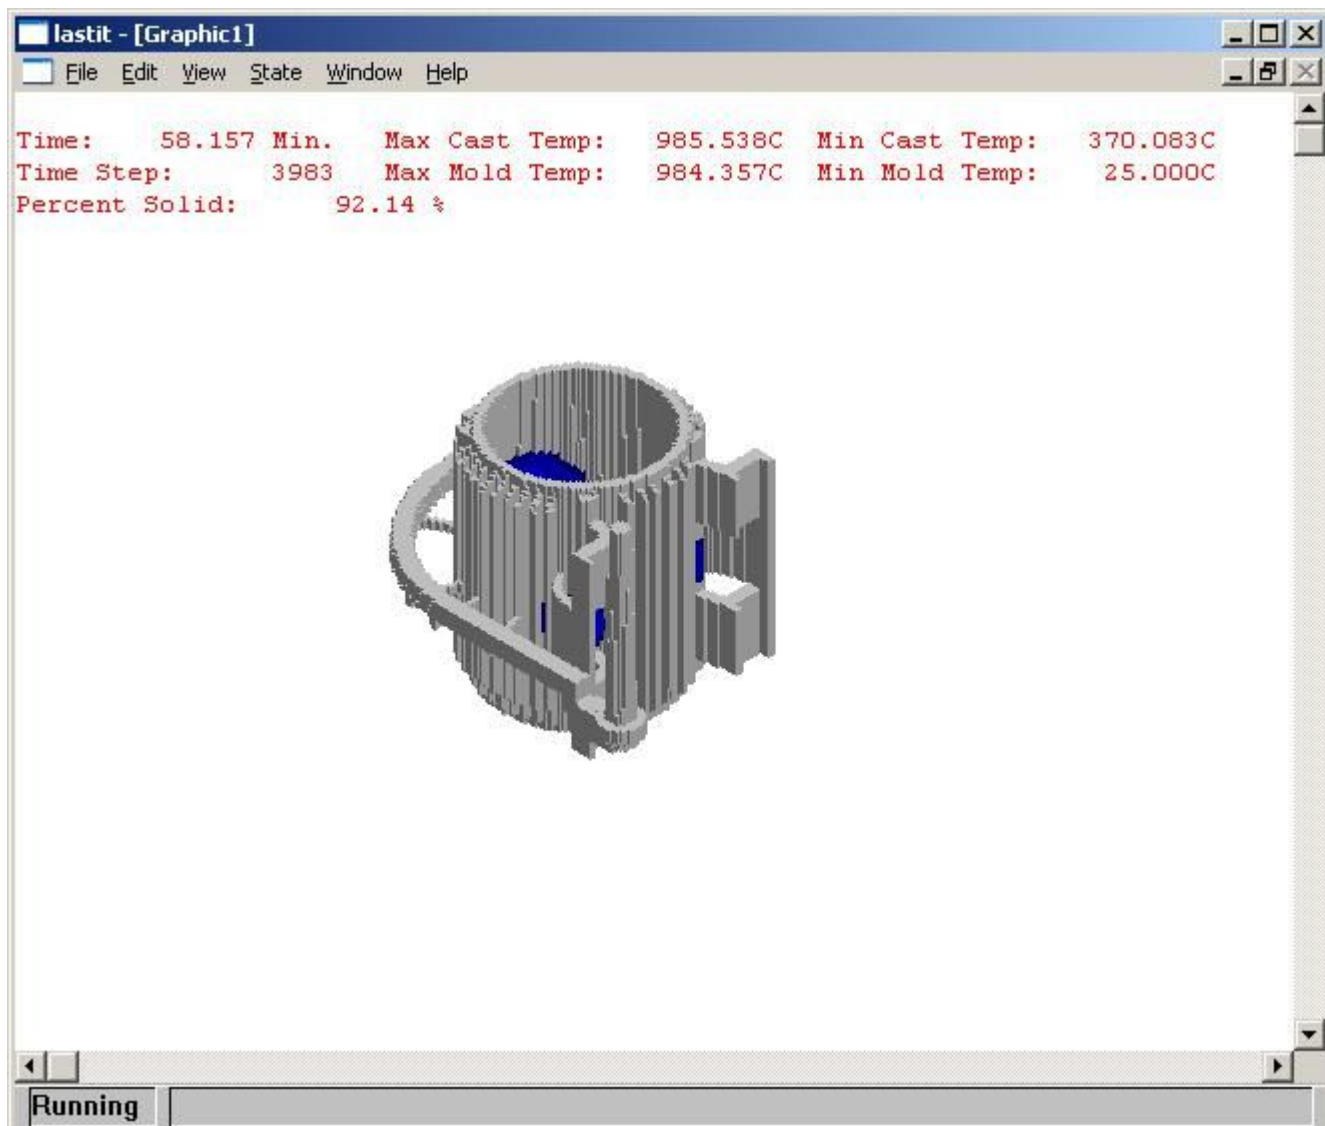 lastit - [Graphic1]
File Edit View State Window Help
Time: 58.157 Min. Max Cast Temp: 985.538C Min Cast Temp: 370.083C
Time Step: 3983 Max Mold Temp: 984.357C Min Mold Temp: 25.000C
Percent Solid: 92.14 %
Running